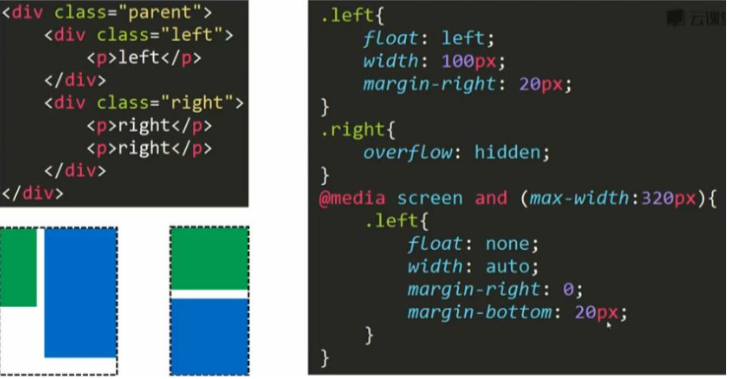 <div class="parent">
    <div class="left">
        <p>left</p>
    </div>
    <div class="right">
        <p>right</p>
        <p>right</p>
    </div>
</div>
.left{
    float: left;
    width: 100px;
    margin-right: 20px;
}
.right{
    overflow: hidden;
}
@media screen and (max-width:320px){
    .left{
        float: none;
        width: auto;
        margin-right: 0;
        margin-bottom: 20px;
    }
}
云课